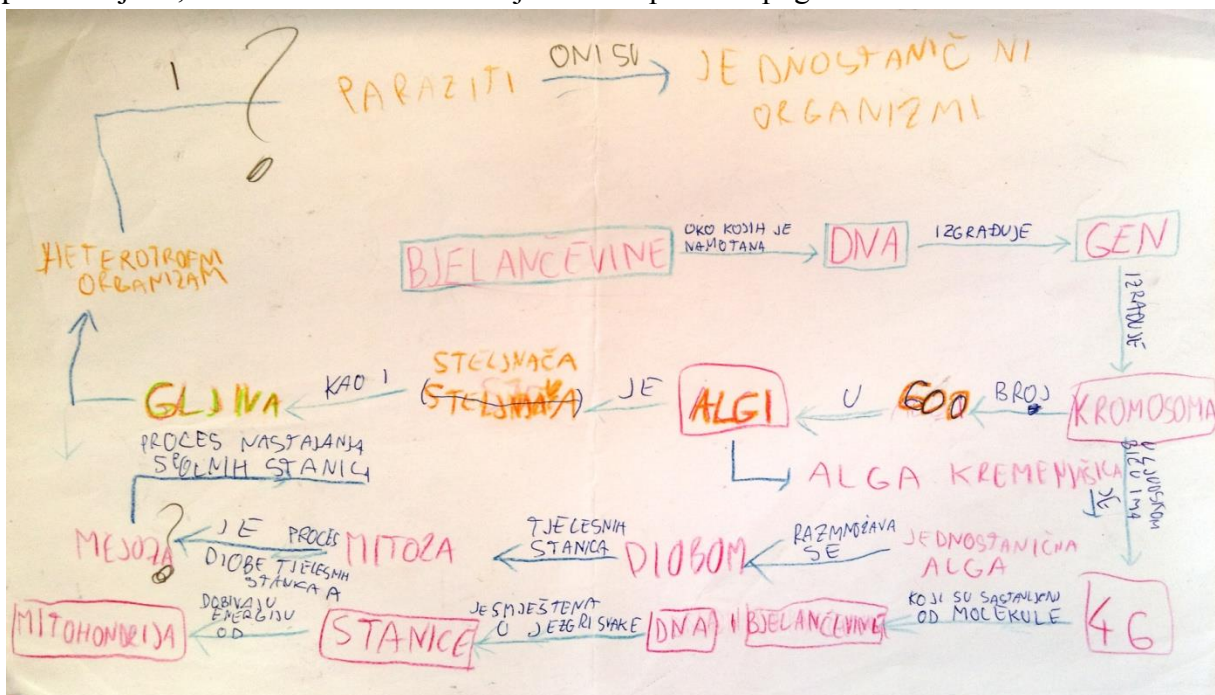 1 ?
PARAZITI ONI SU JEDNOSTANIČNI
ORGANIZMI
HETEROTROFNI
ORGANIZAM
BJELANČEVINE OKO KOJIH JE
NAMOTANA DNA IZGRAĐUJE GEN
IZGRAĐUJE
STELJNAČA
GLJIVA KAO I JE ALGI U 600 BROJ KROMOSOMA
PROCES NASTAJANJA
SPOLNIH STANICA
ALGA KREMENJAŠICA
JE
U LJUDSKOM
BIĆU IMA
MEJOZA ? JE PROCES
DIOBE TJELESNIH
MITOZA TJELESNIH
STANICA DIOBOM RAZMNOŽAVA
SE JEDNOSTANIČNA
ALGA
MITOHONDRIJA DOBIVAJU
ENERGIJU
OD STANICE JE SMJEŠTENA
U JEZGRI SVAKE DNA I BJELANČEVINE KOJI SU SASTAVLJENI
OD MOLEKULE 46